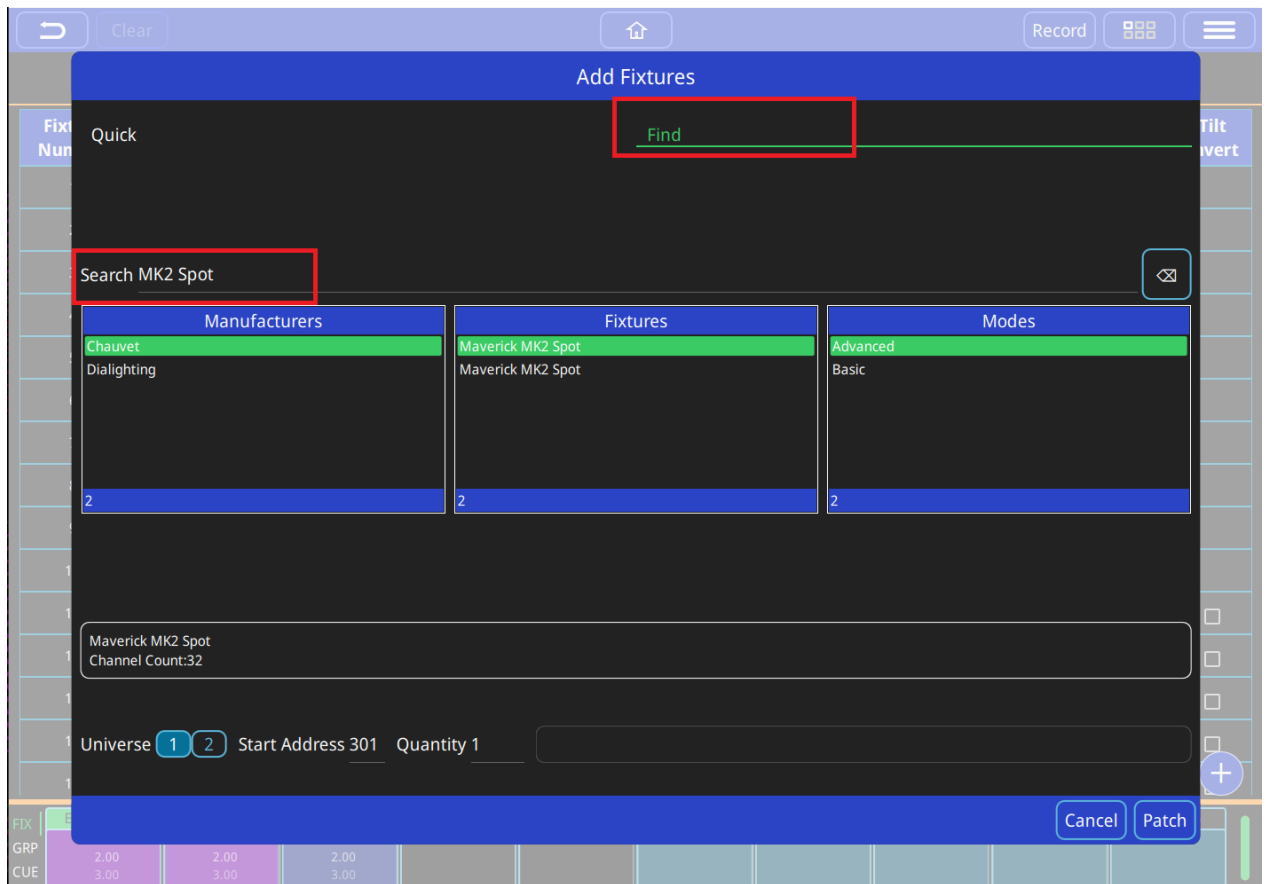 Clear
Record
Add Fixtures
Quick
Find
Tilt
Search MK2 Spot
Manufacturers
Fixtures
Modes
Chauvet
Maverick MK2 Spot
Advanced
Dialighting
Maverick MK2 Spot
Basic
2
2
2
Maverick MK2 Spot
Channel Count:32
Universe 1 2 Start Address 301 Quantity 1
Cancel
Patch
FIX
GRP
2.00
2.00
2.00
CUE
3.00
3.00
3.00